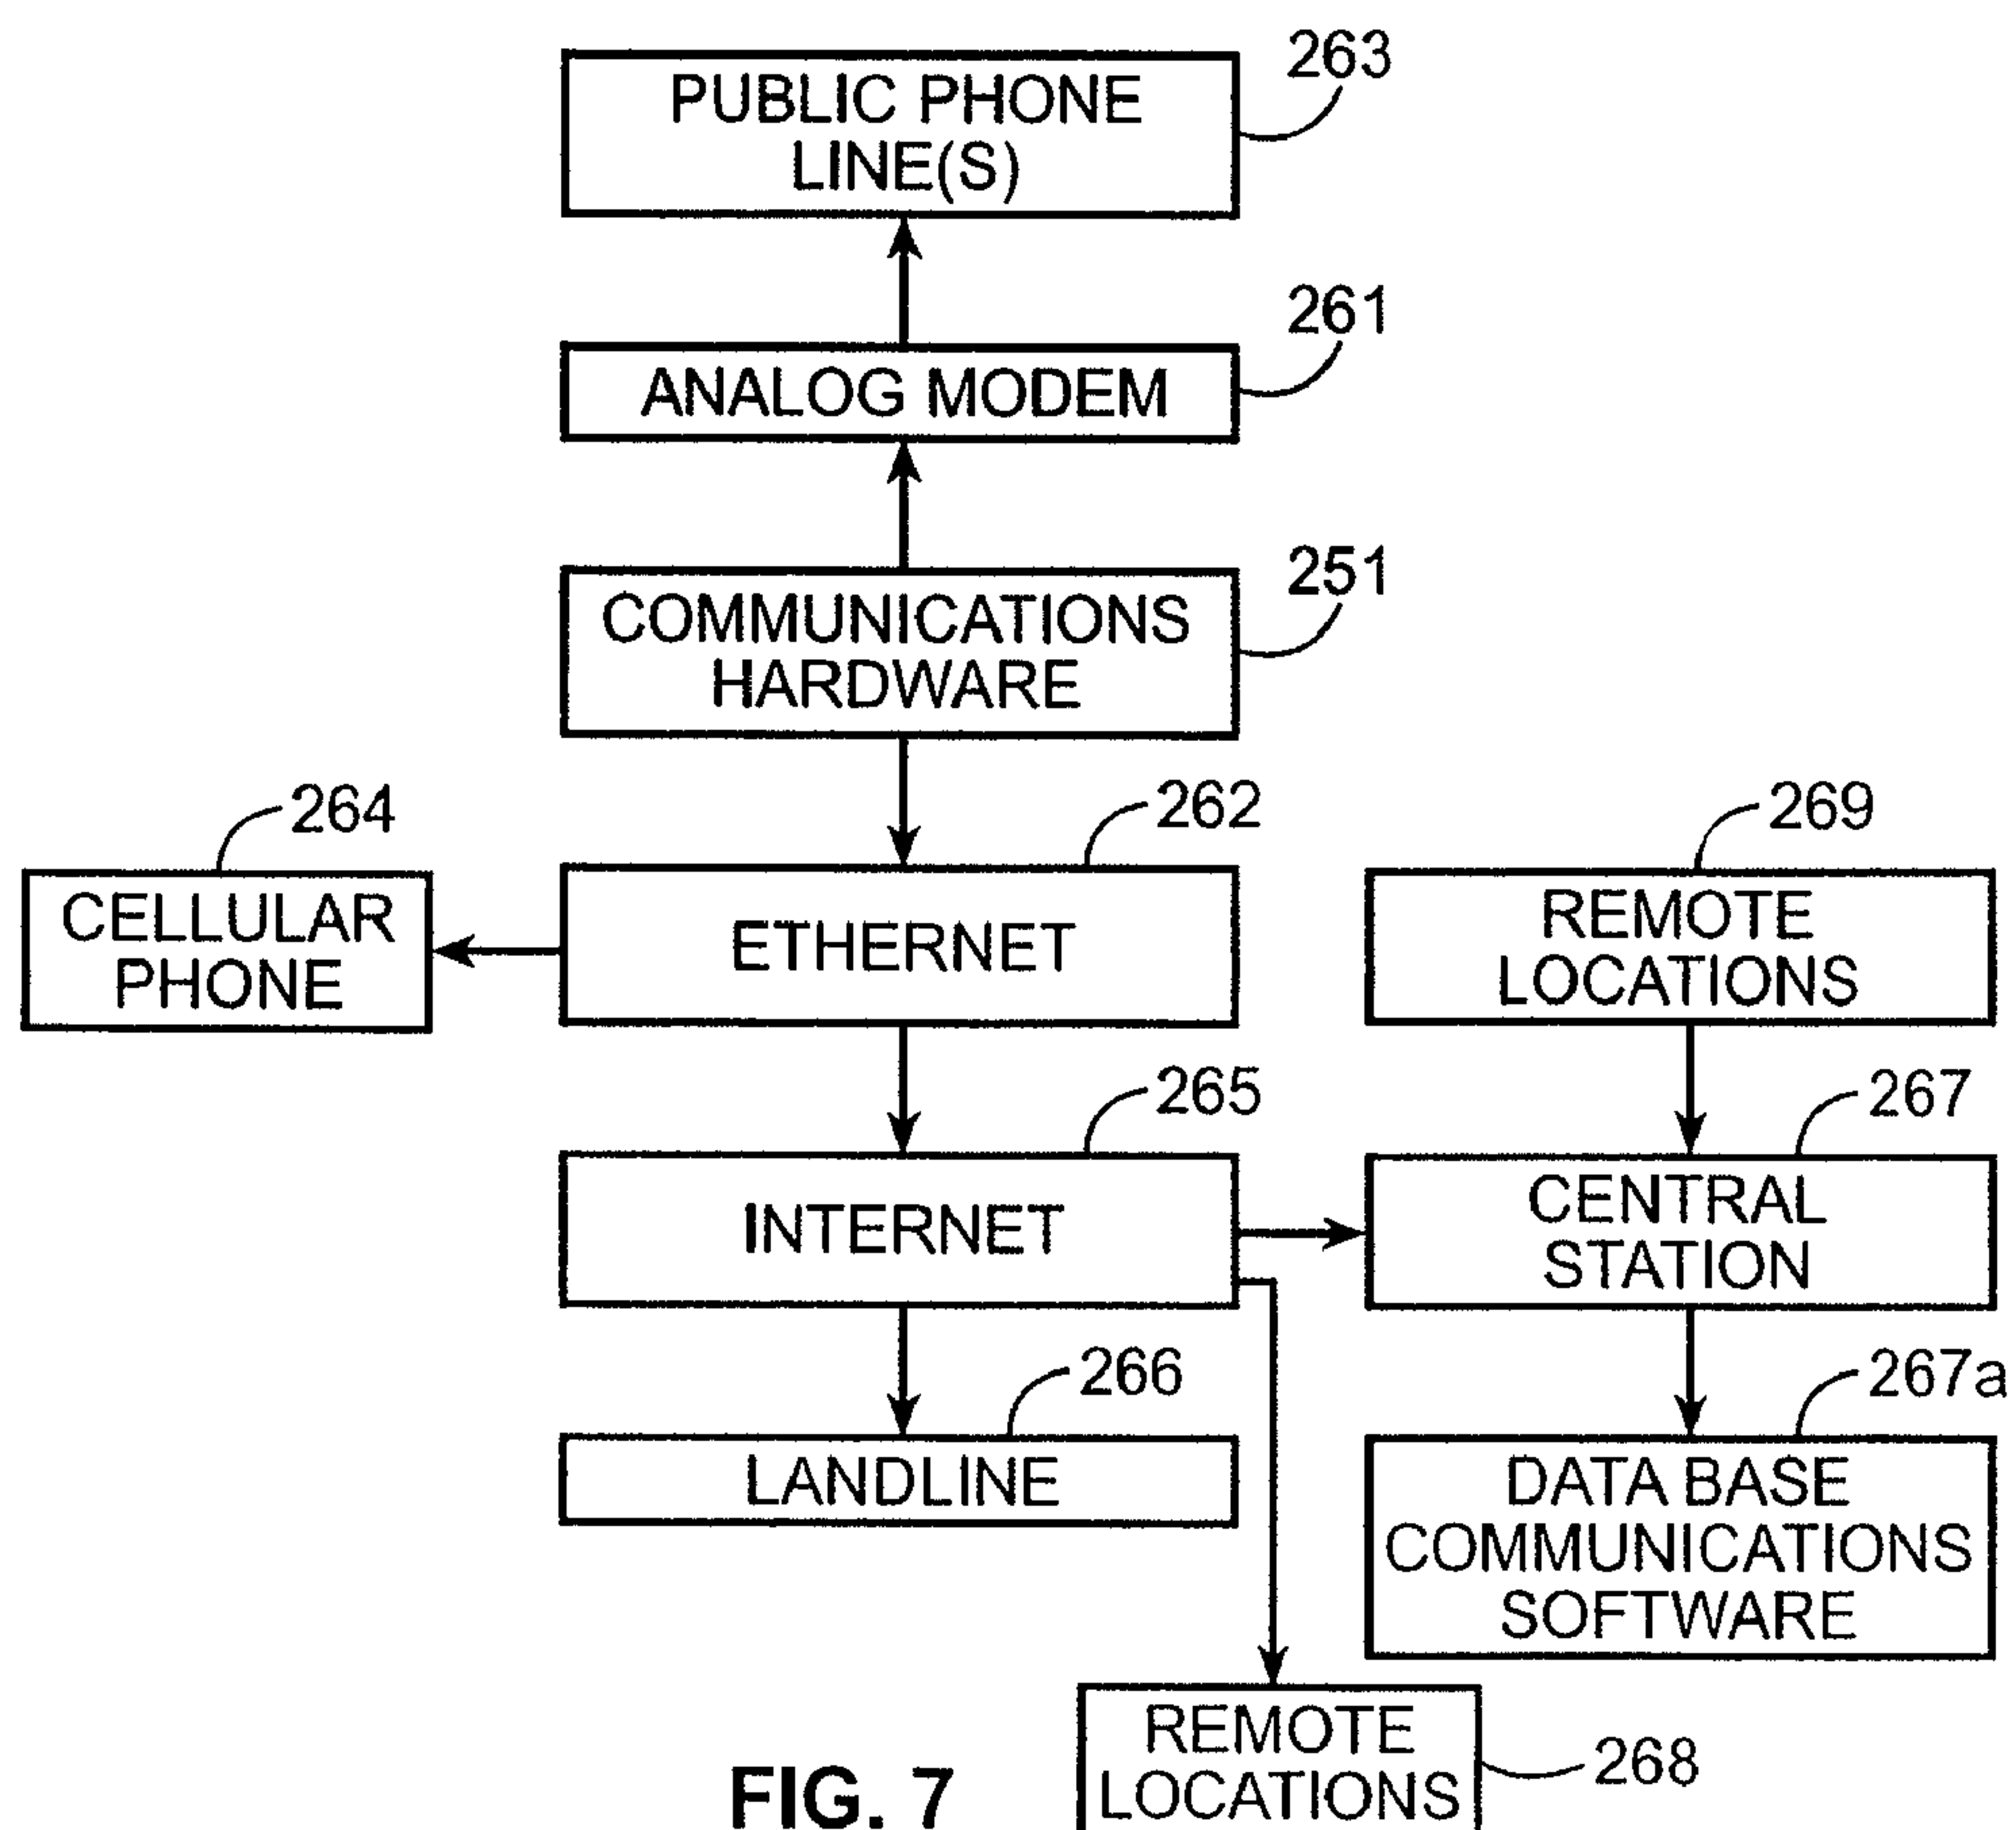 263
PUBLIC PHONE
LINE(S)
261
ANALOG MODEM
251
COMMUNICATIONS
HARDWARE
264
262
269
CELLULAR
PHONE
ETHERNET
REMOTE
LOCATIONS
265
267
INTERNET
CENTRAL
STATION
266
267a
LANDLINE
DATA BASE
COMMUNICATIONS
SOFTWARE
REMOTE
LOCATIONS
268
FIG. 7